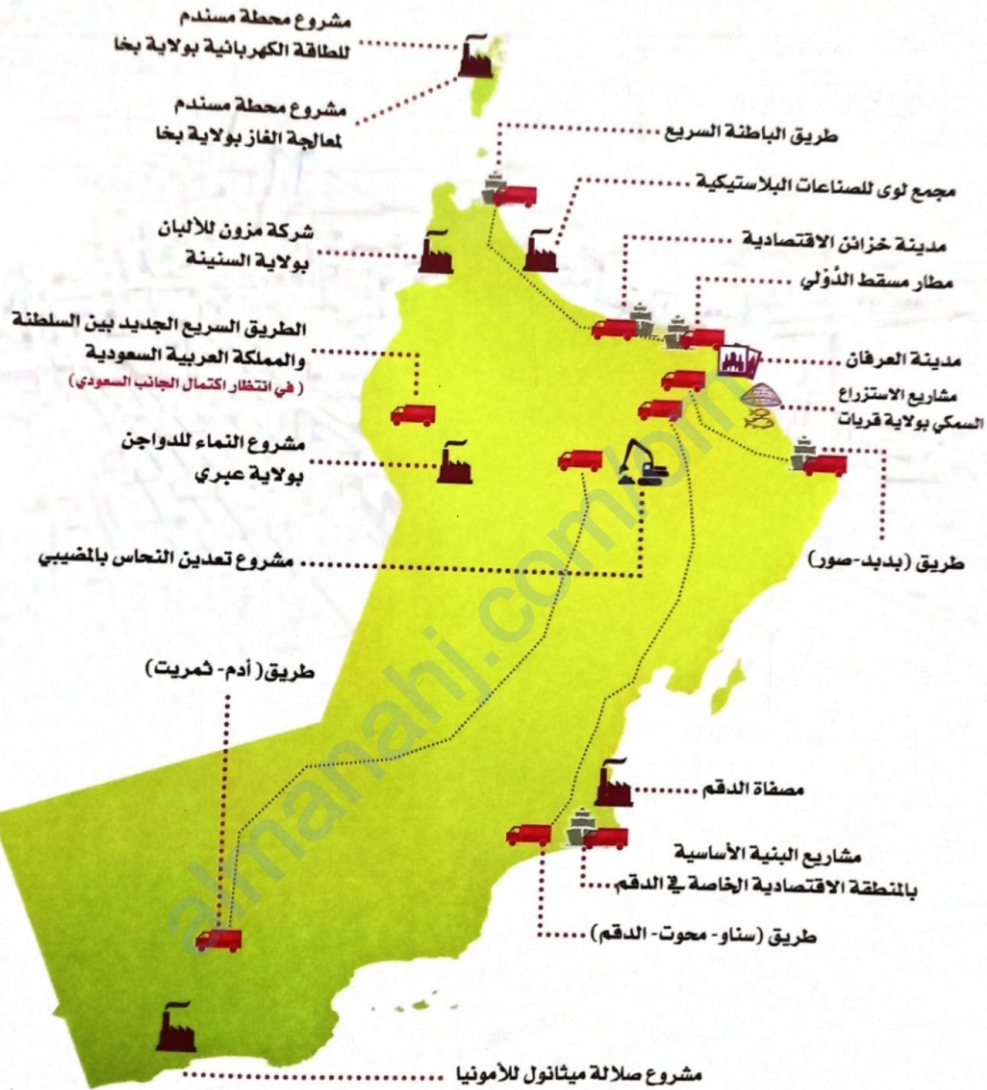 مشروع محطة مسندم
للطاقة الكهربائية بولاية بخا
مشروع محطة مسندم
لمعالجة الغاز بولاية بخا
طريق الباطنة السريع
مجمع لوى للصناعات البلاستيكية
شركة مزون للألبان
بولاية السنينة
مدينة خزائن الاقتصادية
مطار مسقط الدُّوَلي
الطريق السريع الجديد بين السلطنة
والمملكة العربية السعودية
( في انتظار اكتمال الجانب السعودي)
مدينة العرفان
مشاريع الاستزراع
السمكي بولاية قريات
مشروع النماء للدواجن
بولاية عبري
مشروع تعدين النحاس بالمضيبي
طريق (بدبد-صور)
طريق( أدم- ثمريت)
مصفاة الدقم
مشاريع البنية الأساسية
بالمنطقة الاقتصادية الخاصة في الدقم
طريق (سناو- محوت- الدقم)
مشروع صلالة ميثانول للأمونيا
almanahj.com/om